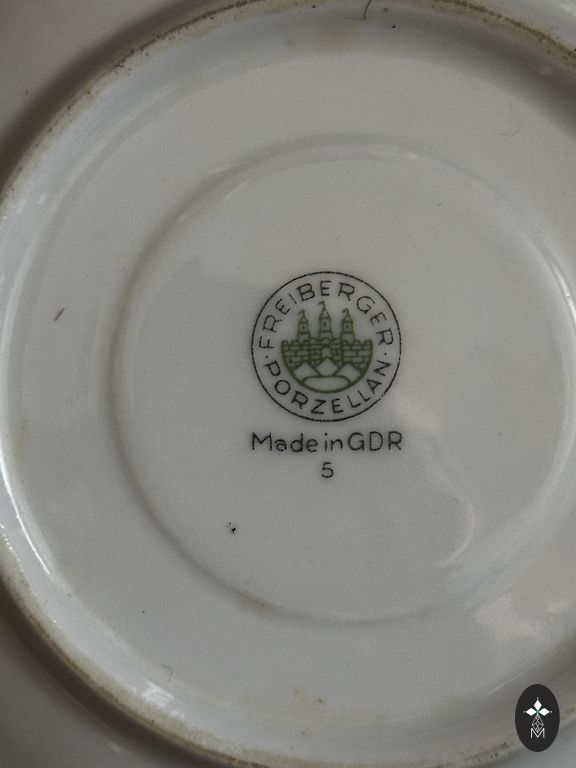 FREIBERGER
· PORZELLAN ·
Made in GDR
5
M